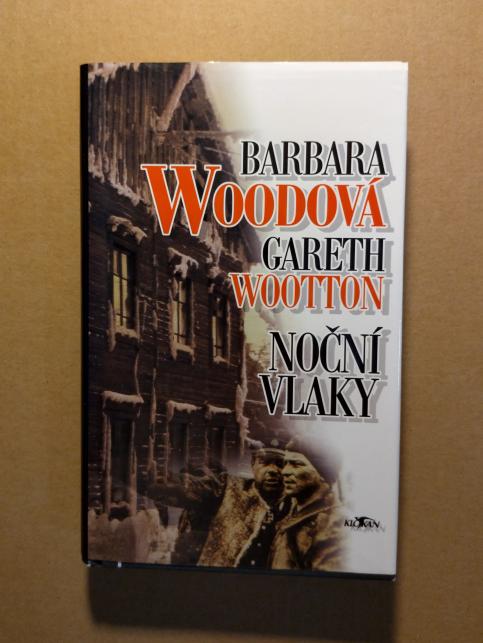 BARBARA
WOODOVÁ
GARETH
WOOTTON
NOČNÍ
VLAKY
KLOKAN